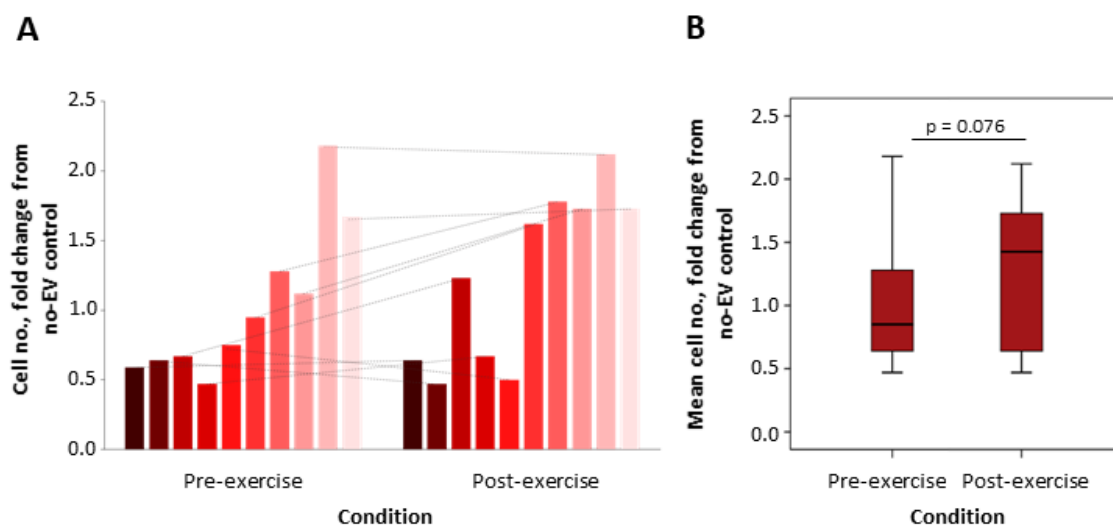 A
Cell no., fold change from
no-EV control
2.5
2.0
1.5
1.0
0.5
0.0
Pre-exercise
Post-exercise
Condition
B
Mean cell no., fold change from
no-EV control
2.5
2.0
1.5
1.0
0.5
0.0
p = 0.076
Pre-exercise
Post-exercise
Condition